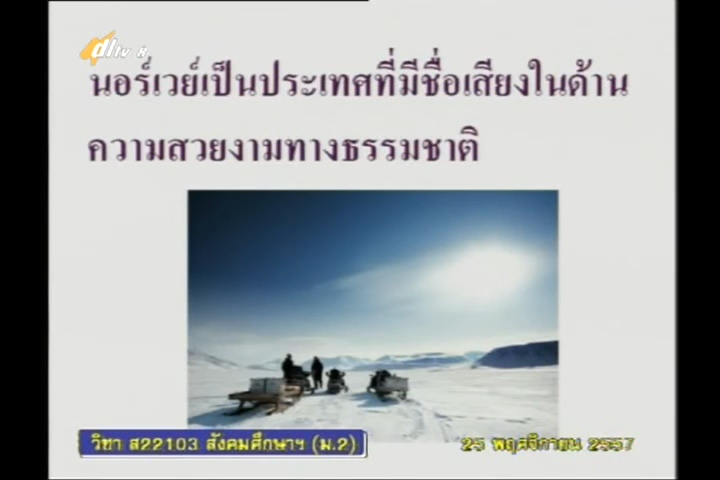 dltv 8
นอร์เวย์เป็นประเทศที่มีชื่อเสียงในด้าน
ความสวยงามทางธรรมชาติ
วิชา ส22103 สังคมศึกษาฯ (ม.2)
25 พฤศจิกายน 2557